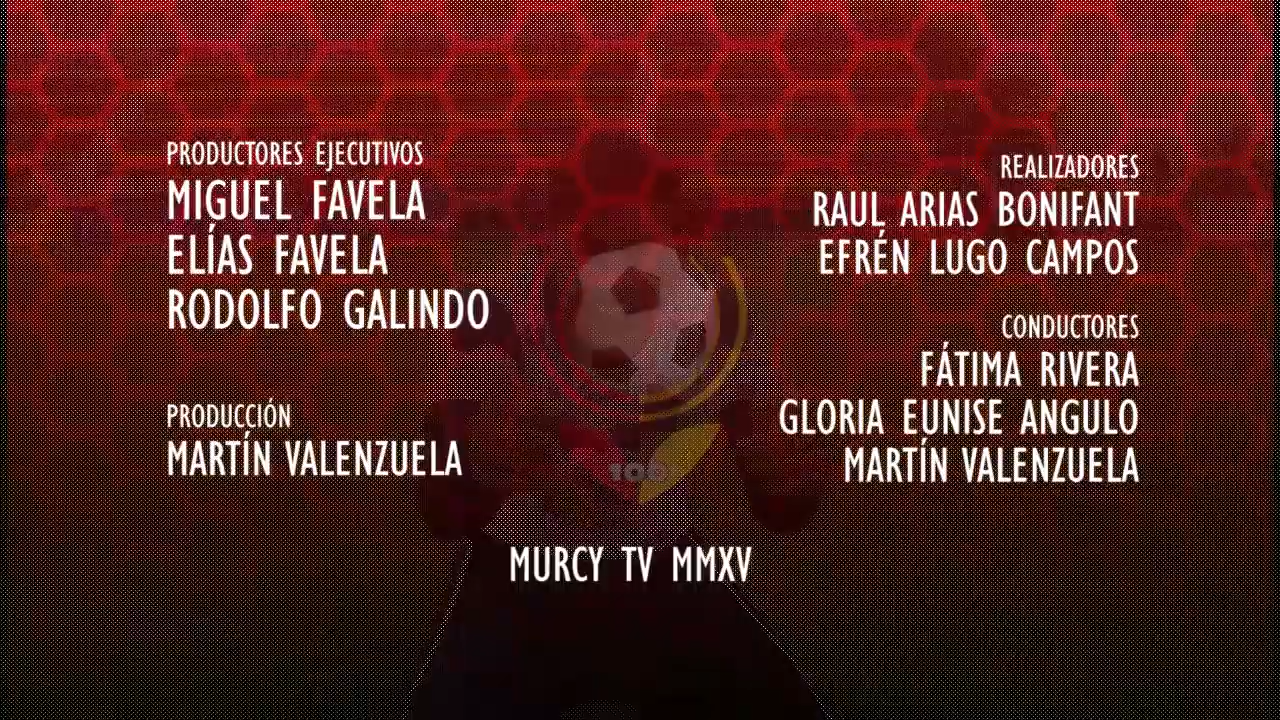 PRODUCTORES EJECUTIVOS
MIGUEL FAVELA
ELÍAS FAVELA
RODOLFO GALINDO
PRODUCCIÓN
MARTÍN VALENZUELA
REALIZADORES
RAUL ARIAS BONIFANT
EFRÉN LUGO CAMPOS
CONDUCTORES
FÁTIMA RIVERA
GLORIA EUNISE ANGULO
MARTÍN VALENZUELA
MURCY TV MMXV